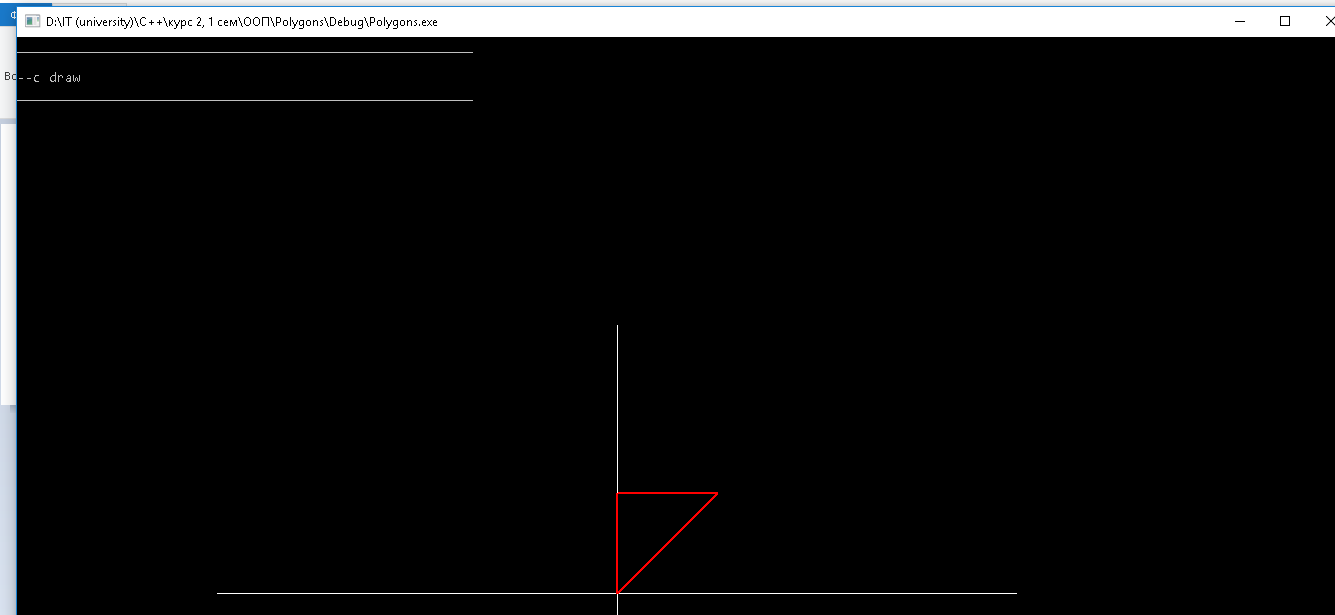 D:\IT (university)\C++\курс 2, 1 сем\ООП\Polygons\Debug\Polygons.exe
--c draw